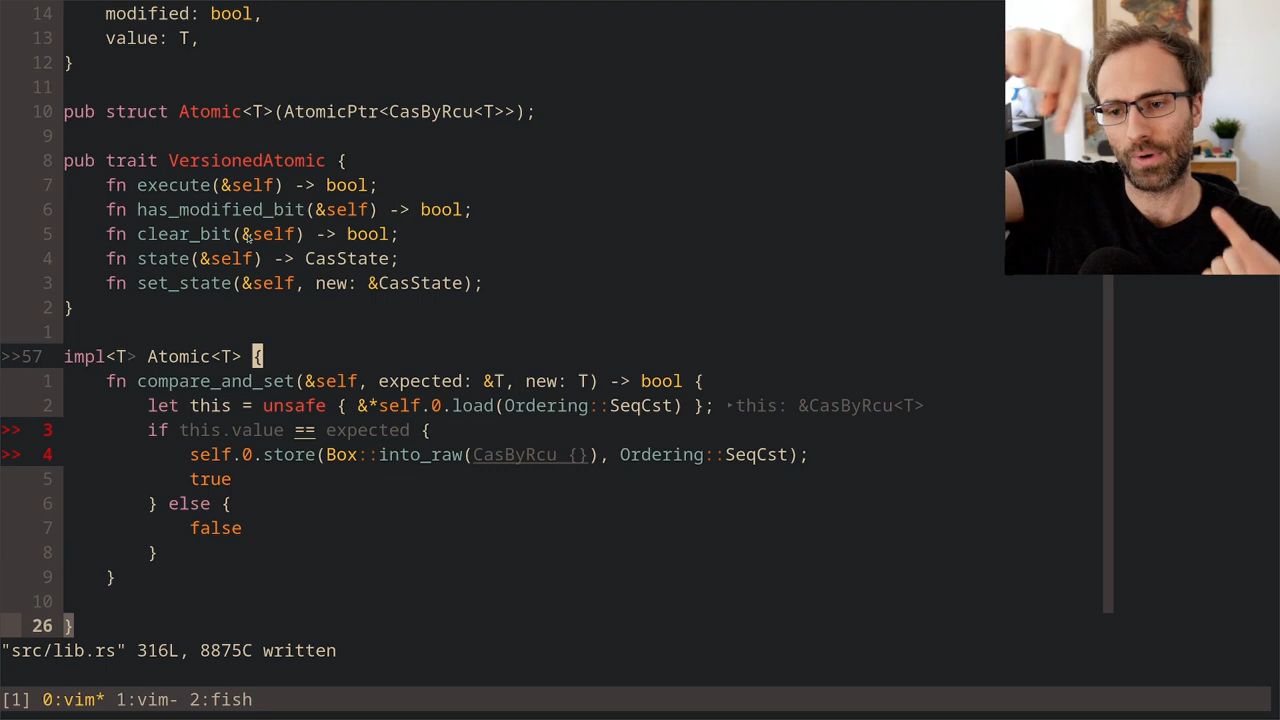 14 modified: bool,
13 value: T,
12 }
11
10 pub struct Atomic<T>(AtomicPtr<CasByRcu<T>>);
9
8 pub trait VersionedAtomic {
7 fn execute(&self) -> bool;
6 fn has_modified_bit(&self) -> bool;
5 fn clear_bit(&self) -> bool;
4 fn state(&self) -> CasState;
3 fn set_state(&self, new: &CasState);
2 }
1
>>57 impl<T> Atomic<T> {
1 fn compare_and_set(&self, expected: &T, new: T) -> bool {
2 let this = unsafe { &*self.0.load(Ordering::SeqCst) }; ‣this: &CasByRcu<T>
>> 3 if this.value == expected {
>> 4 self.0.store(Box::into_raw(CasByRcu {}), Ordering::SeqCst);
5 true
6 } else {
7 false
8 }
9 }
10
26 }
"src/lib.rs" 316L, 8875C written
[1] 0:vim* 1:vim- 2:fish